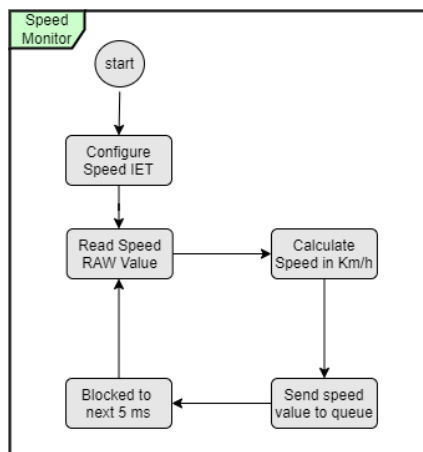 Speed
Monitor
start
Configure
Speed IET
Read Speed
RAW Value
Calculate
Speed in Km/h
Blocked to
next 5 ms
Send speed
value to queue